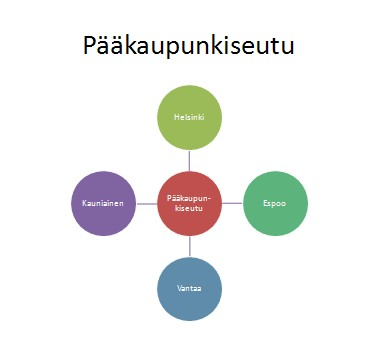 Pääkaupunkiseutu
Helsinki
Kauniainen
Pääkaupun-
kiseutu
Espoo
Vantaa